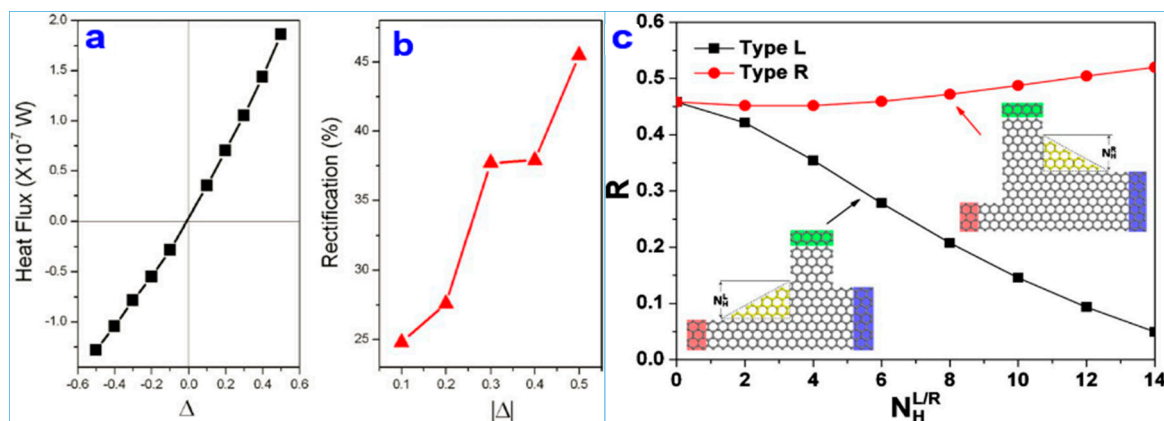 a
Heat Flux (X10⁻⁷ W)
2.0
1.5
1.0
0.5
0.0
-0.5
-1.0
-0.6 -0.4 -0.2 0.0 0.2 0.4 0.6
Δ
b
Rectification (%)
45
40
35
30
25
0.1 0.2 0.3 0.4 0.5
|Δ|
c
Type L
Type R
R
0.6
0.5
0.4
0.3
0.2
0.1
0.0
0 2 4 6 8 10 12 14
N_H^L/R
N_H^R
N_H^L